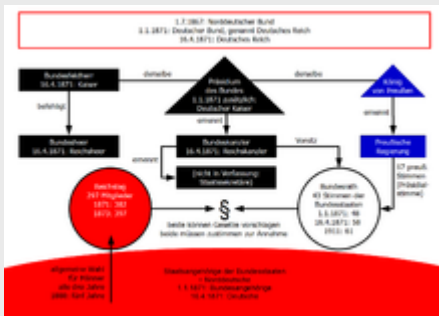 1.7.1867: Norddeutscher Bund
1.1.1871: Deutscher Bund, genannt Deutsches Reich
16.4.1871: Deutsches Reich
Bundesfeldherr
16.4.1871: Kaiser
derselbe
Präsidium
des Bundes
1.1.1871 zusätzlich:
Deutscher Kaiser
derselbe
König
von Preußen
befehligt
ernennt
ernennt
Bundesheer
16.4.1871: Reichsheer
Bundeskanzler
16.4.1871: Reichskanzler
Vorsitz
Preußische
Regierung
ernennt
[nicht in Verfassung:
Staatssekretäre]
17 preuß.
Stimmen
[Präsidial-
stimme]
Reichstag
297 Mitglieder
1871: 382
1873: 397
§
beide können Gesetze vorschlagen
beide müssen zustimmen zur Annahme
Bundesrath
43 Stimmen der
Bundesstaaten
1.1.1871:
16.4.1871: 58
1911: 61
allgemeine Wahl
für Männer
alle drei Jahre
1888: fünf Jahre
Staatsangehörige der Bundesstaaten
= Norddeutsche
1.1.1871: Bundesangehörige
16.4.1871: Deutsche